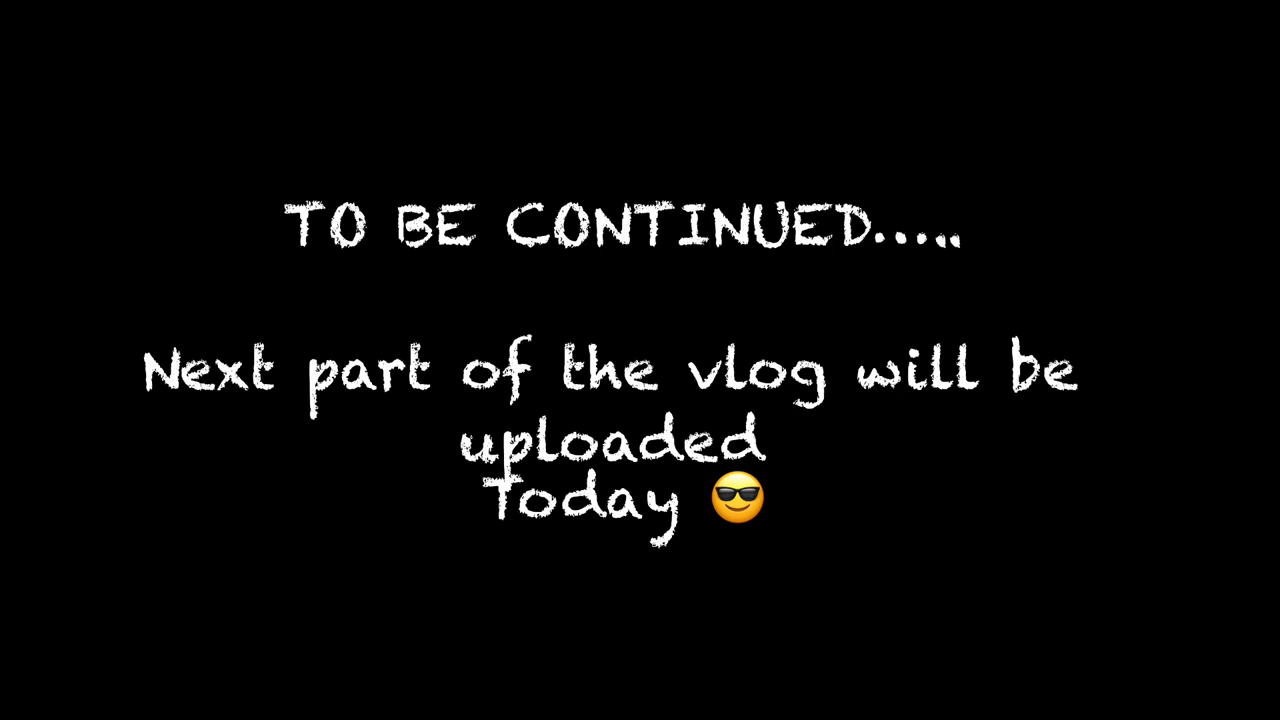 TO BE CONTINUED.....
Next part of the vlog will be
uploaded
Today 😎